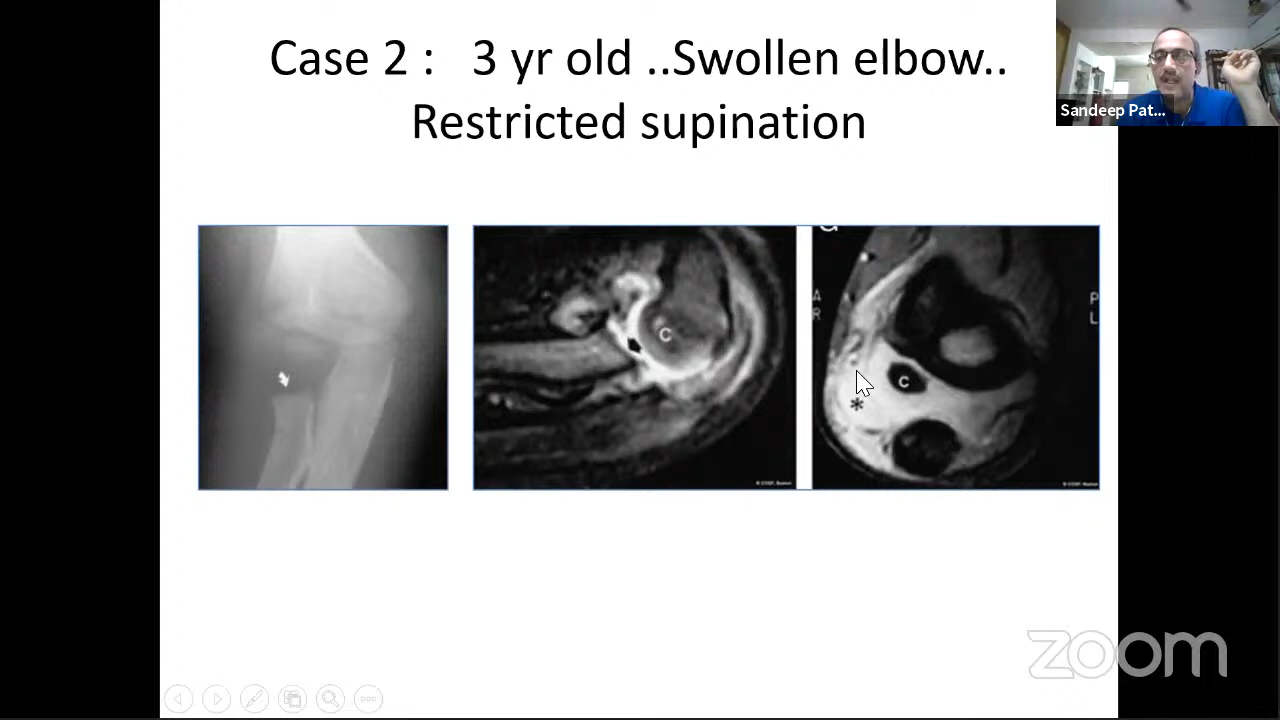 Case 2 : 3 yr old ..Swollen elbow..
Restricted supination
Sandeep Pat...
C
A
R
C
*
P
L
zoom